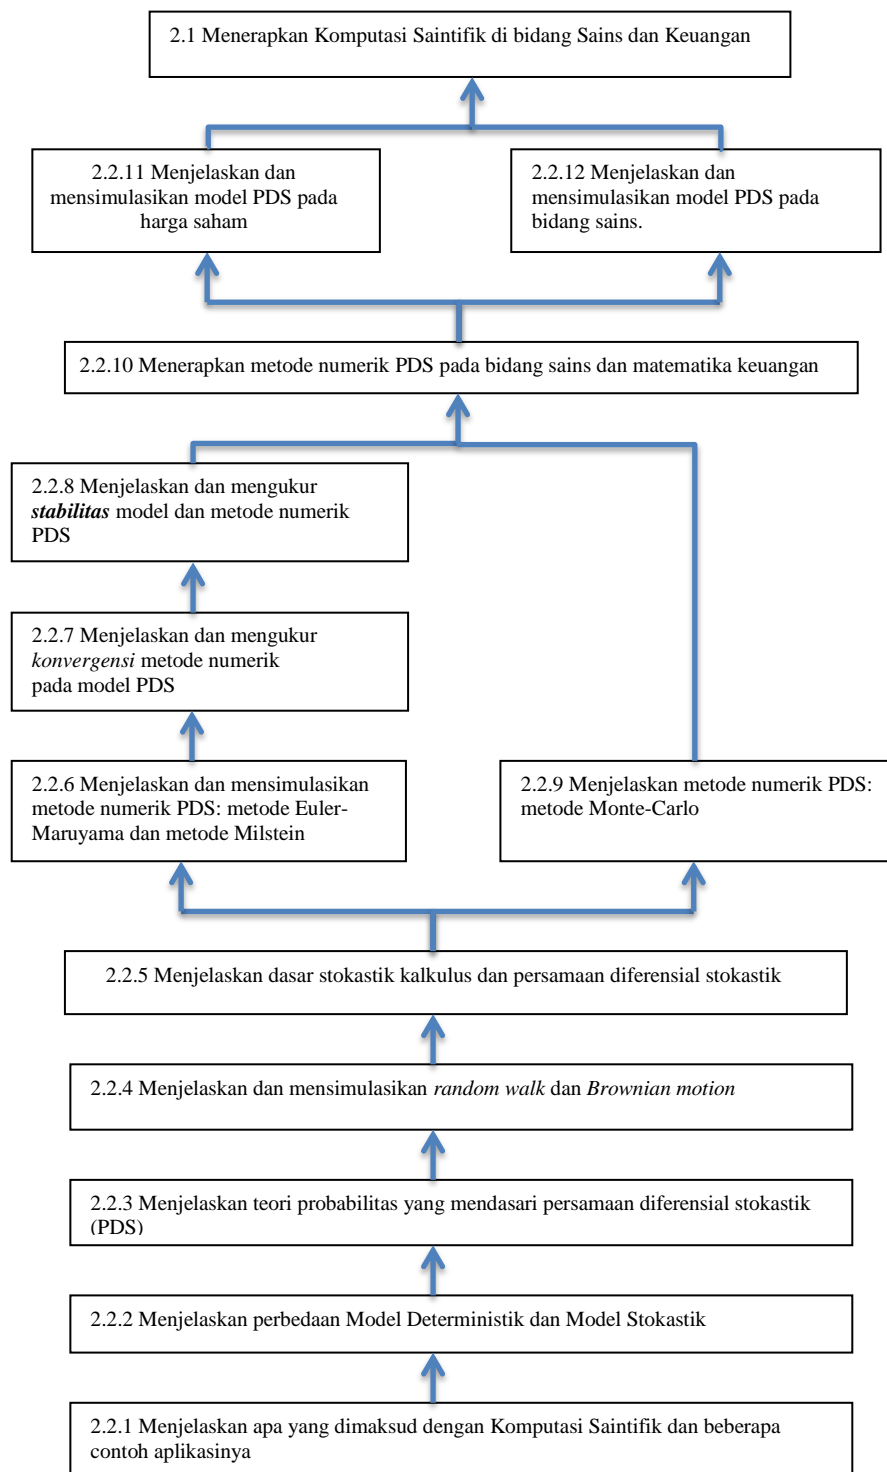 2.1 Menerapkan Komputasi Saintifik di bidang Sains dan Keuangan
2.2.11 Menjelaskan dan
mensimulasikan model PDS pada
harga saham
2.2.12 Menjelaskan dan
mensimulasikan model PDS pada
bidang sains.
2.2.10 Menerapkan metode numerik PDS pada bidang sains dan matematika keuangan
2.2.8 Menjelaskan dan mengukur
stabilitas model dan metode numerik
PDS
2.2.7 Menjelaskan dan mengukur
konvergensi metode numerik
pada model PDS
2.2.6 Menjelaskan dan mensimulasikan
metode numerik PDS: metode Euler-
Maruyama dan metode Milstein
2.2.9 Menjelaskan metode numerik PDS:
metode Monte-Carlo
2.2.5 Menjelaskan dasar stokastik kalkulus dan persamaan diferensial stokastik
2.2.4 Menjelaskan dan mensimulasikan random walk dan Brownian motion
2.2.3 Menjelaskan teori probabilitas yang mendasari persamaan diferensial stokastik
(PDS)
2.2.2 Menjelaskan perbedaan Model Deterministik dan Model Stokastik
2.2.1 Menjelaskan apa yang dimaksud dengan Komputasi Saintifik dan beberapa
contoh aplikasinya